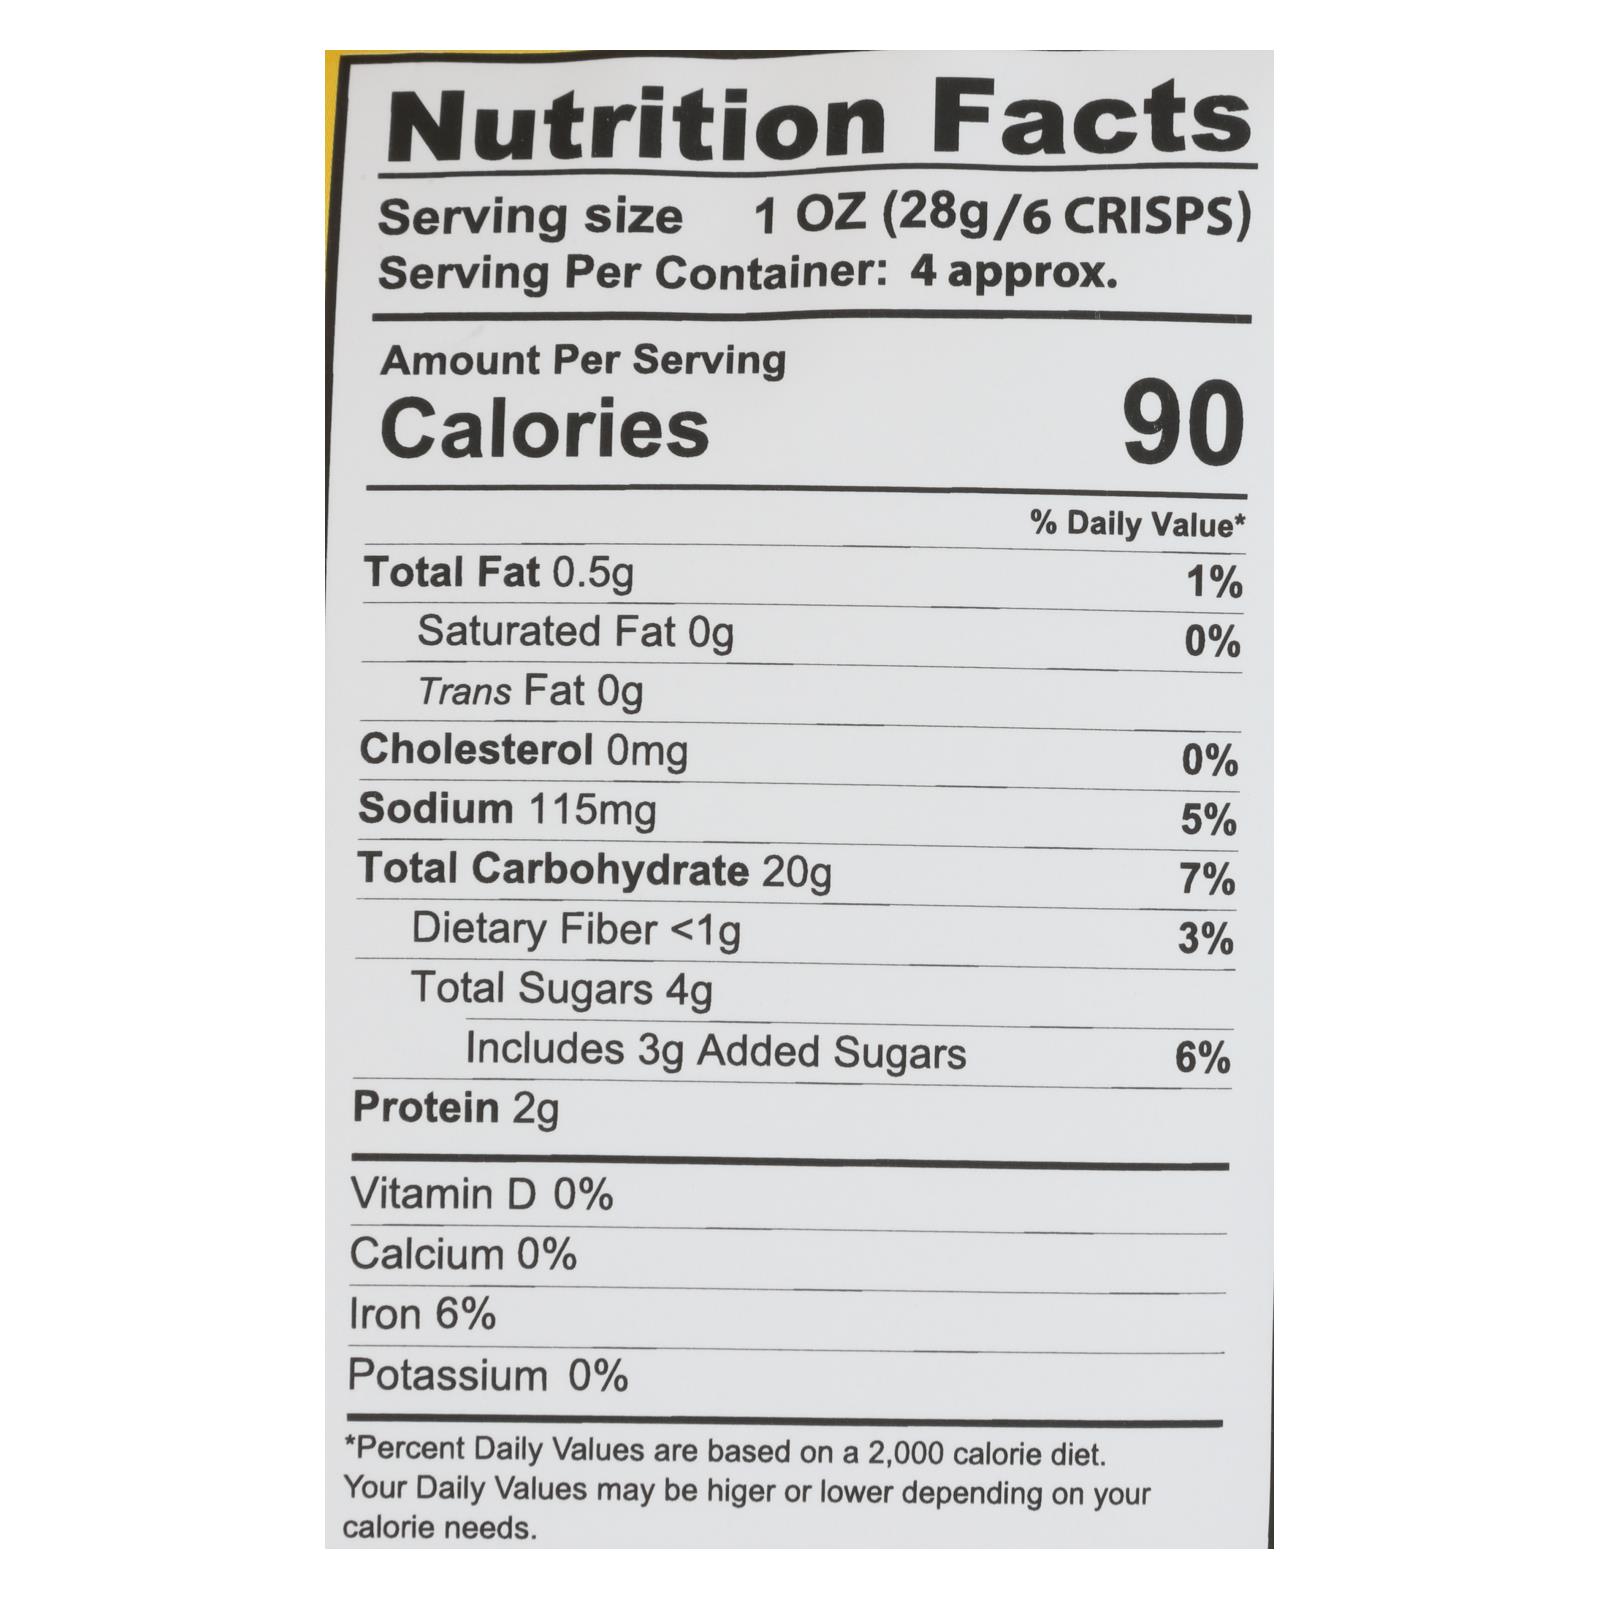 Nutrition Facts
Serving size 1 OZ (28g/6 CRISPS)
Serving Per Container: 4 approx.
Amount Per Serving
Calories 90
% Daily Value*
Total Fat 0.5g 1%
Saturated Fat 0g 0%
Trans Fat 0g
Cholesterol 0mg 0%
Sodium 115mg 5%
Total Carbohydrate 20g 7%
Dietary Fiber <1g 3%
Total Sugars 4g
Includes 3g Added Sugars 6%
Protein 2g
Vitamin D 0%
Calcium 0%
Iron 6%
Potassium 0%
*Percent Daily Values are based on a 2,000 calorie diet.
Your Daily Values may be higer or lower depending on your
calorie needs.